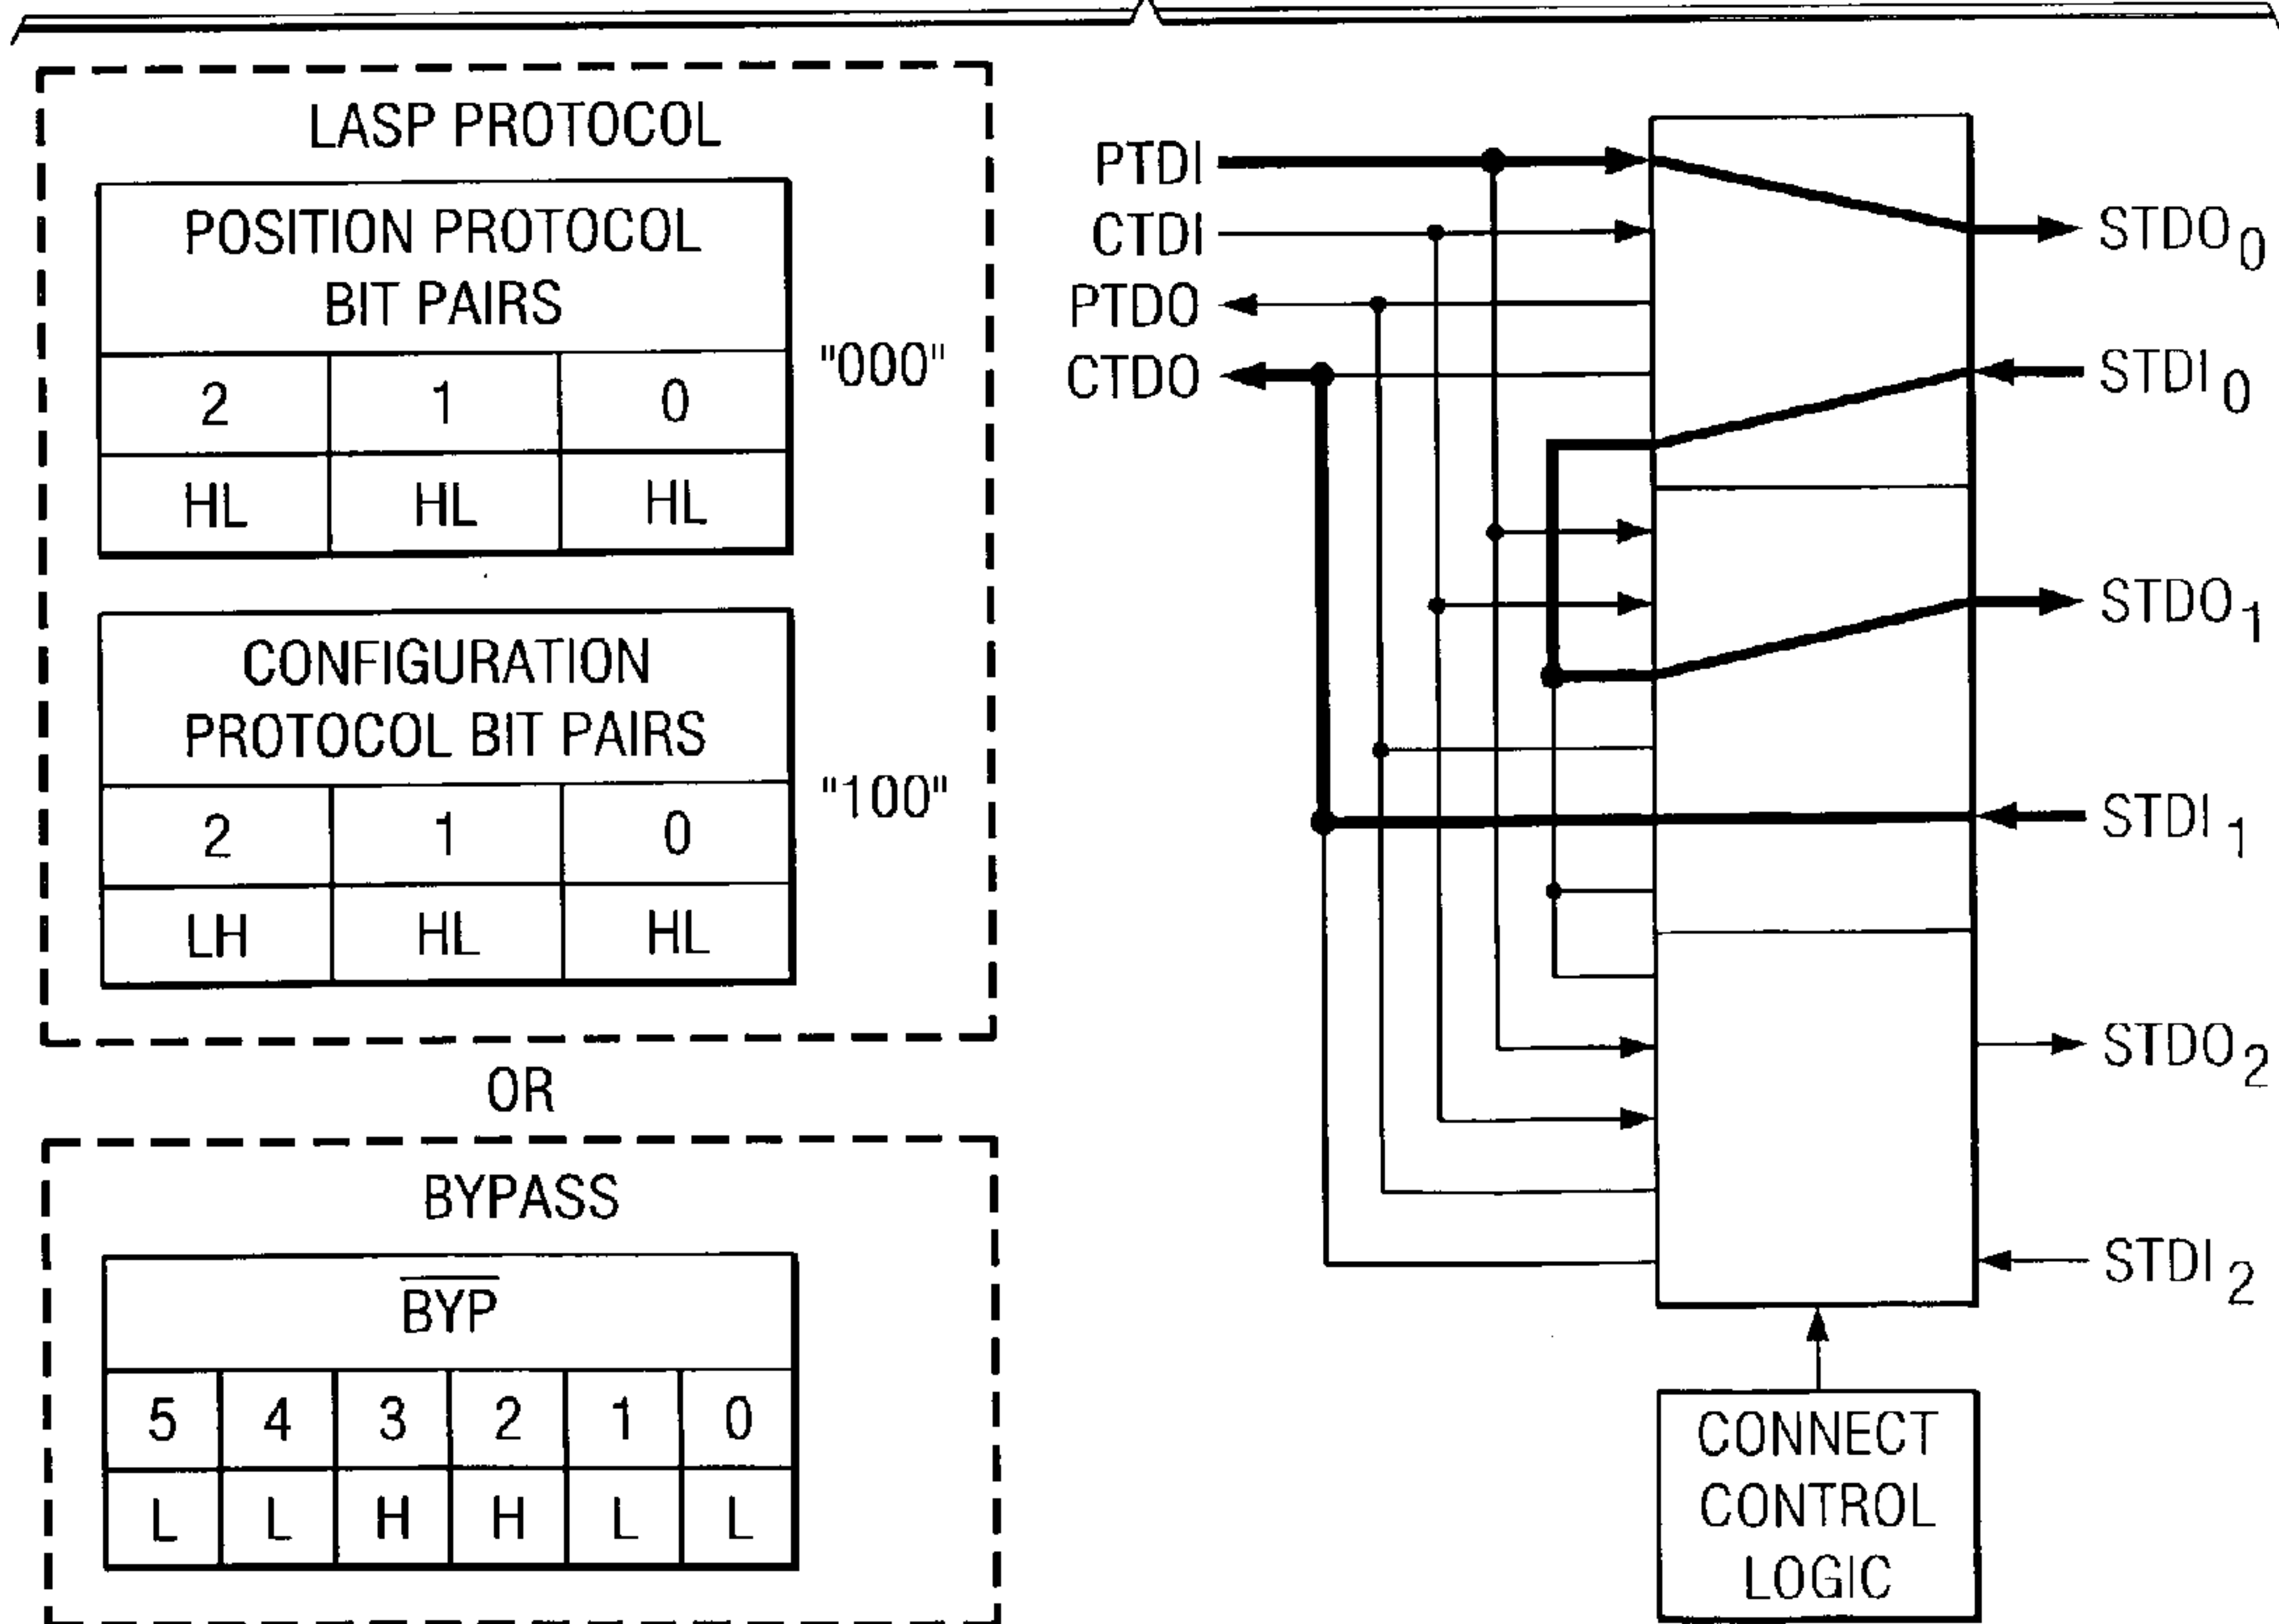 LASP PROTOCOL
POSITION PROTOCOL
BIT PAIRS
2 1 0
HL HL HL
"000"
CONFIGURATION
PROTOCOL BIT PAIRS
2 1 0
LH HL HL
"100"
OR
BYPASS
BYP
5 4 3 2 1 0
L L H H L L
PTDI
CTDI
PTDO
CTDO
STDO0
STDI0
STDO1
STDI1
STDO2
STDI2
CONNECT
CONTROL
LOGIC